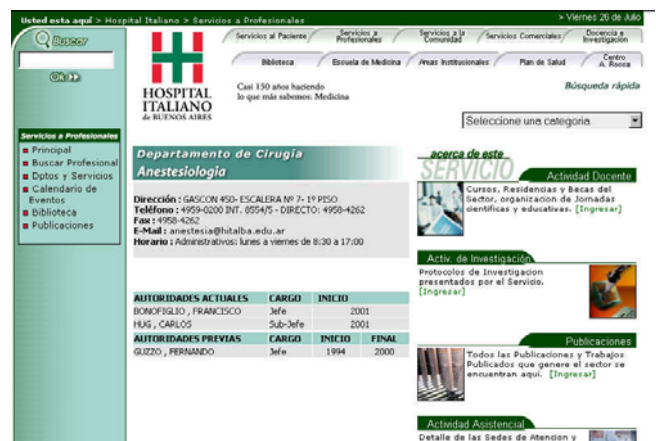 Usted esta aquí > Hospital Italiano > Servicios a Profesionales
> Viernes 26 de Julio
Buscar
OK
Servicios al Paciente
Servicios a Profesionales
Servicios a la Comunidad
Servicios Comerciales
Docencia e Investigación
Biblioteca
Escuela de Medicina
Areas Institucionales
Plan de Salud
Centro A. Rocca
HOSPITAL
ITALIANO
de BUENOS AIRES
Casi 150 años haciendo
lo que más sabemos: Medicina
Búsqueda rápida
Seleccione una categoria
Servicios a Profesionales
Principal
Buscar Profesional
Dptos y Servicios
Calendario de
Eventos
Biblioteca
Publicaciones
Departamento de Cirugía
Anestesiologia
Dirección : GASCON 450- ESCALERA Nº 7- 1º PISO
Teléfono : 4959-0200 INT. 8554/5 - DIRECTO: 4958-4262
Fax : 4958-4262
E-Mail : anestesia@hitalba.edu.ar
Horario : Administrativos: lunes a viernes de 8:30 a 17:00
AUTORIDADES ACTUALES CARGO INICIO
BONOFIGLIO , FRANCISCO Jefe 2001
HUG , CARLOS Sub-Jefe 2001
AUTORIDADES PREVIAS CARGO INICIO FINAL
GUZZO , FERNANDO Jefe 1994 2000
acerca de este
SERVICIO
Actividad Docente
Cursos, Residencias y Becas del
Sector, organizacion de Jornadas
cientificas y educativas. [Ingresar]
Activ. de Investigación
Protocolos de Investigacion
presentados por el Servicio.
[Ingresar]
Publicaciones
Todos las Publicaciones y Trabajos
Publicados que genere el sector se
encuentran aqui. [Ingresar]
Actividad Asistencial
Detalle de las Sedes de Atencion y